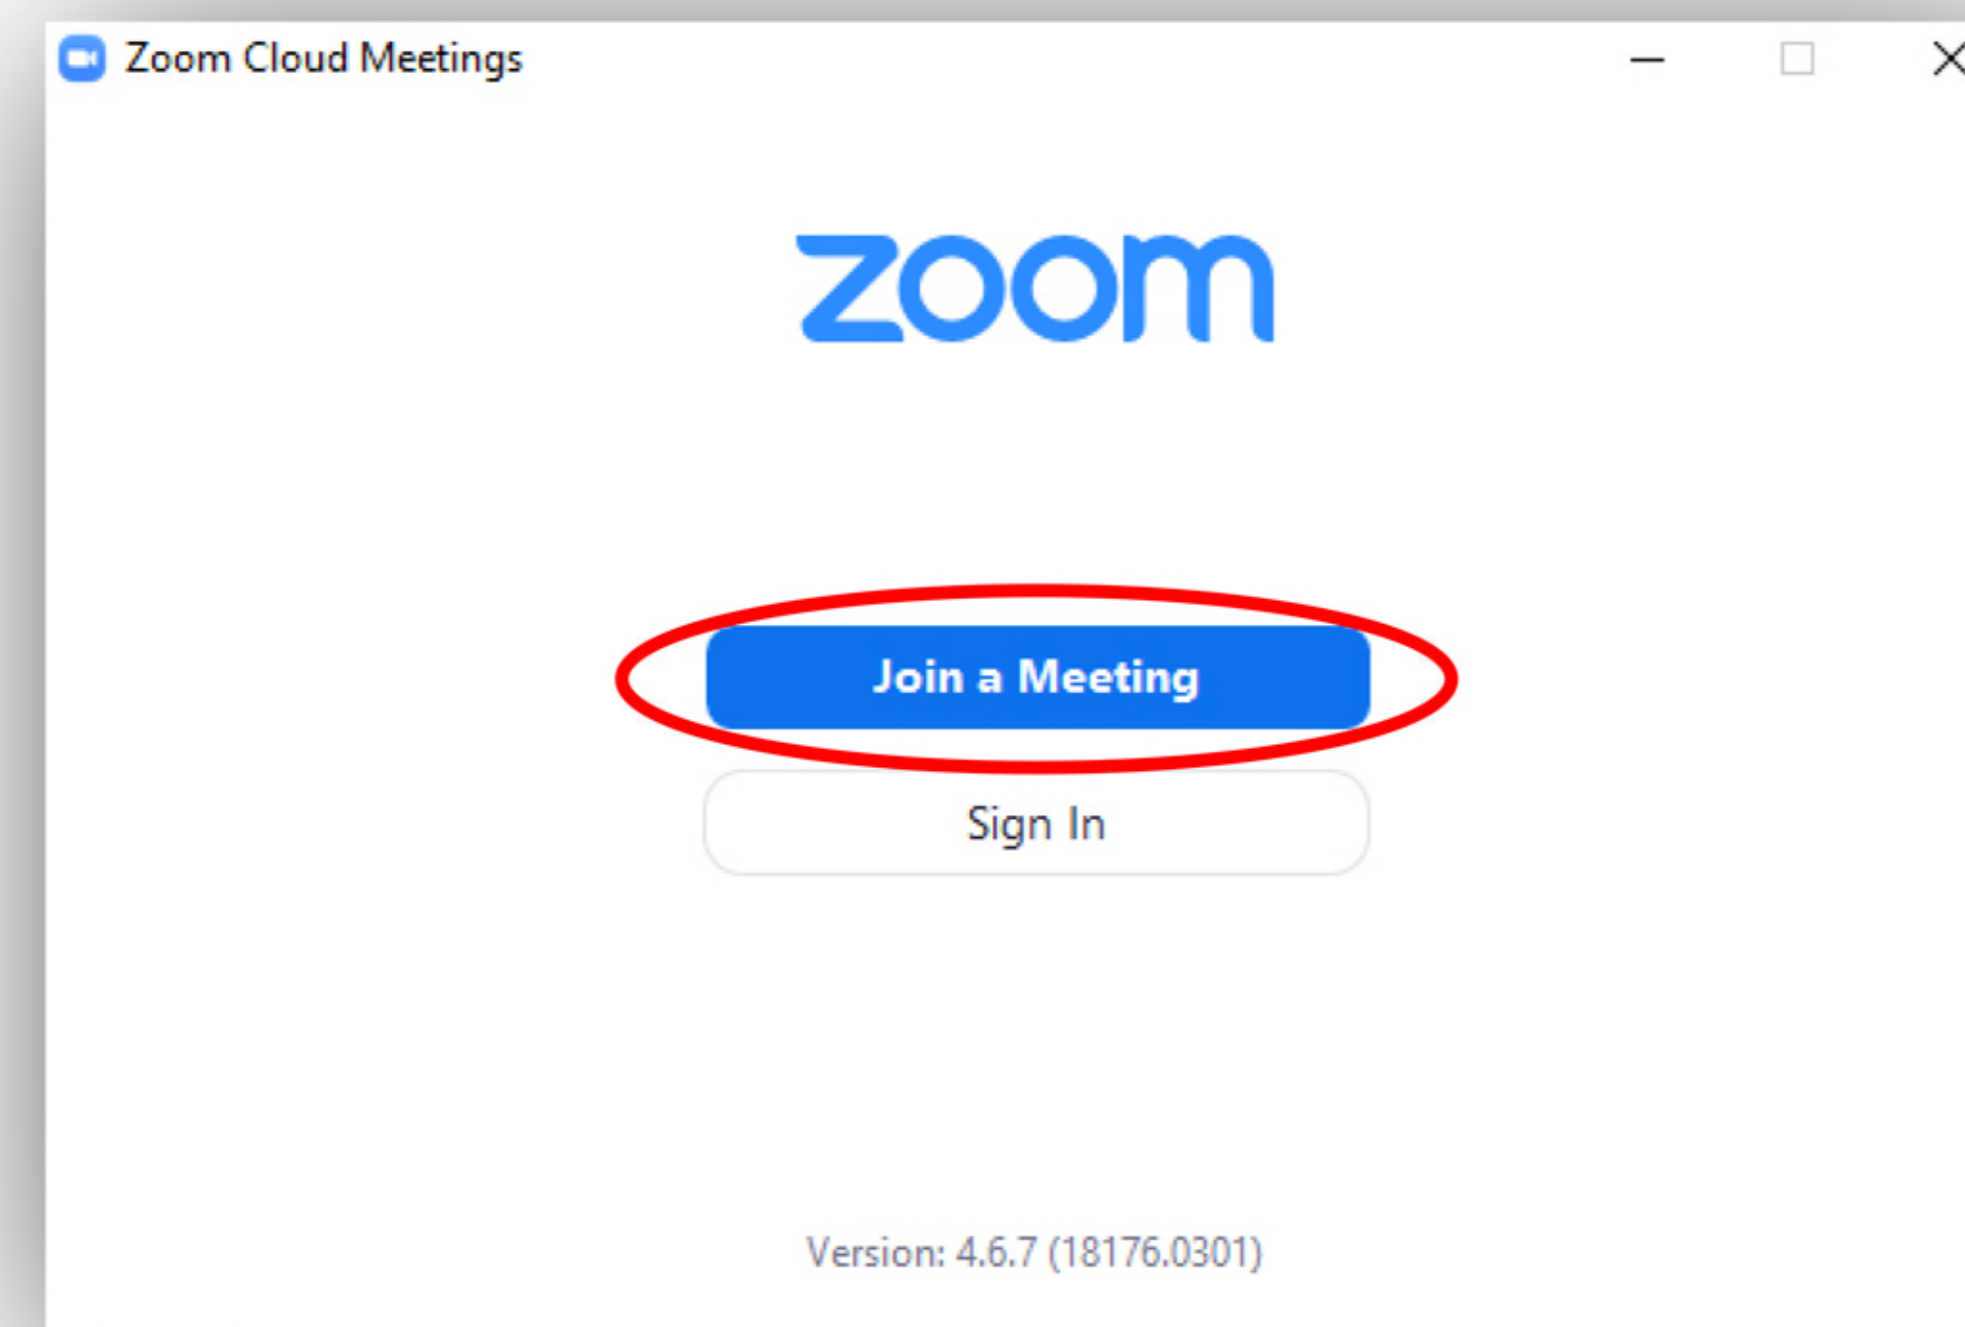 Zoom Cloud Meetings
zoom
Join a Meeting
Sign In
Version: 4.6.7 (18176.0301)